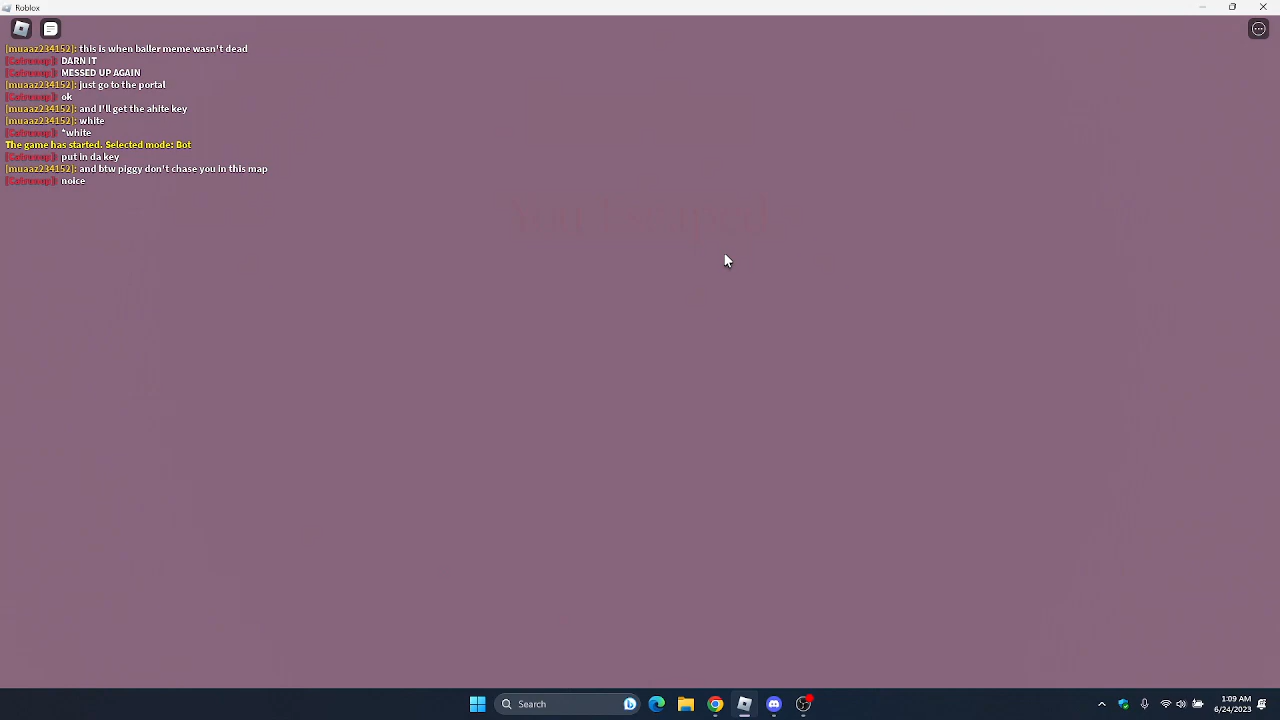 Roblox
[muaaz234152]: this is when baller meme wasn't dead
DARN IT
MESSED UP AGAIN
[muaaz234152]: just go to the portal
ok
[muaaz234152]: and I'll get the ahite key
[muaaz234152]: white
*white
The game has started. Selected mode: Bot
put in da key
[muaaz234152]: and btw piggy don't chase you in this map
noice
You Escaped
Search
1:09 AM
6/24/2023